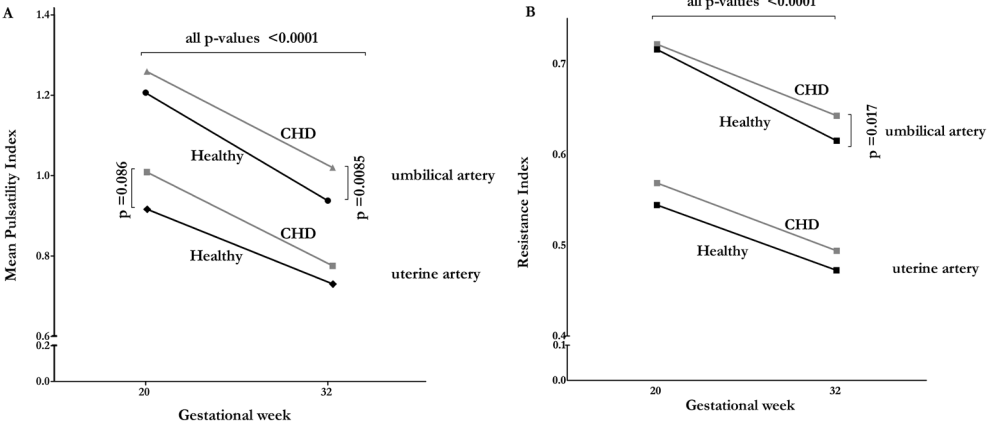 A
1.4
1.2
1.0
0.8
0.6
0.2
0.0
Mean Pulsatility Index
all p-values <0.0001
CHD
Healthy
p =0.086
p =0.0085
umbilical artery
CHD
Healthy
uterine artery
20
32
Gestational week
B
0.7
0.6
0.5
0.4
0.1
0.0
Resistance Index
all p-values <0.0001
CHD
Healthy
p =0.017
umbilical artery
CHD
Healthy
uterine artery
20
32
Gestational week